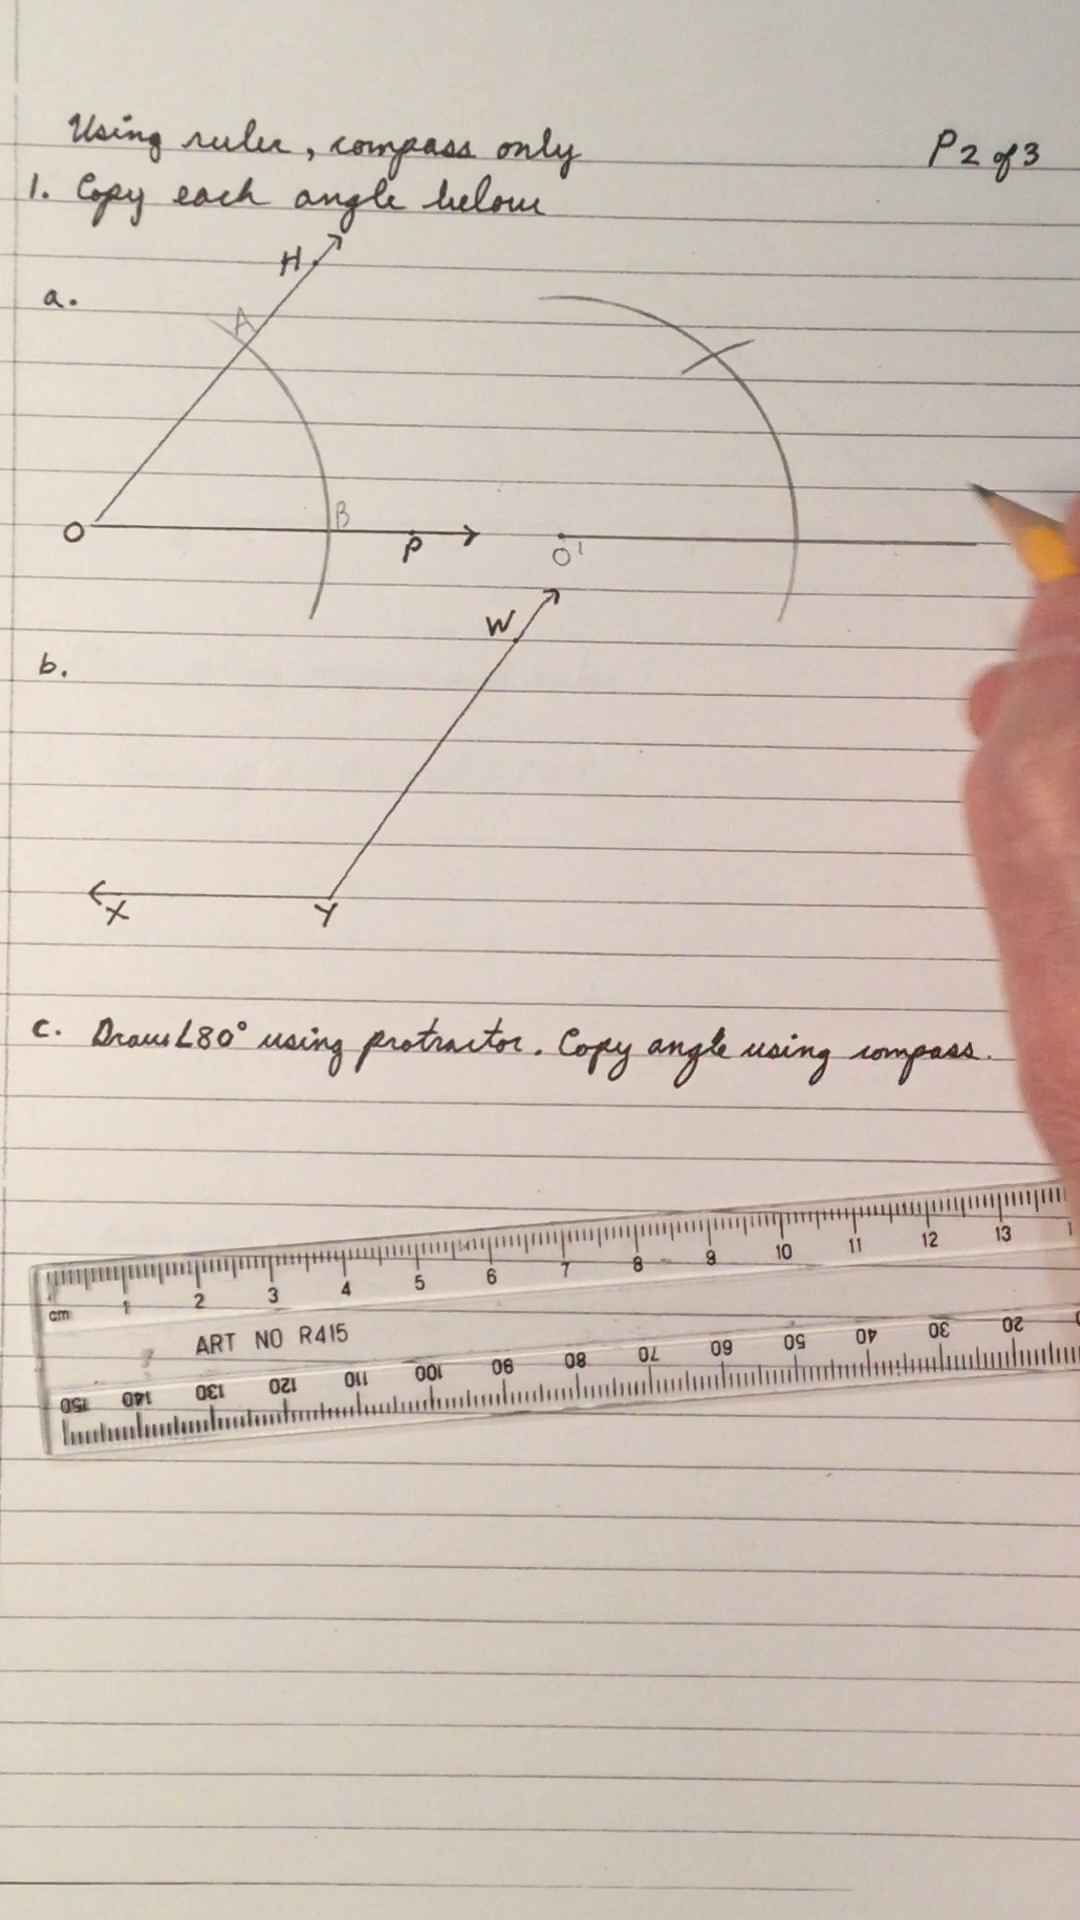 Using ruler, compass only
P 2 of 3
1. Copy each angle below
H
a.
A
B
O
P
O'
W
b.
X
Y
c. Draw ∠80° using protractor. Copy angle using compass.
1 2 3 4 5 6 7 8 9 10 11 12 13 1
cm
ART NO R415
150 140 130 120 110 100 90 80 70 60 50 40 30 20